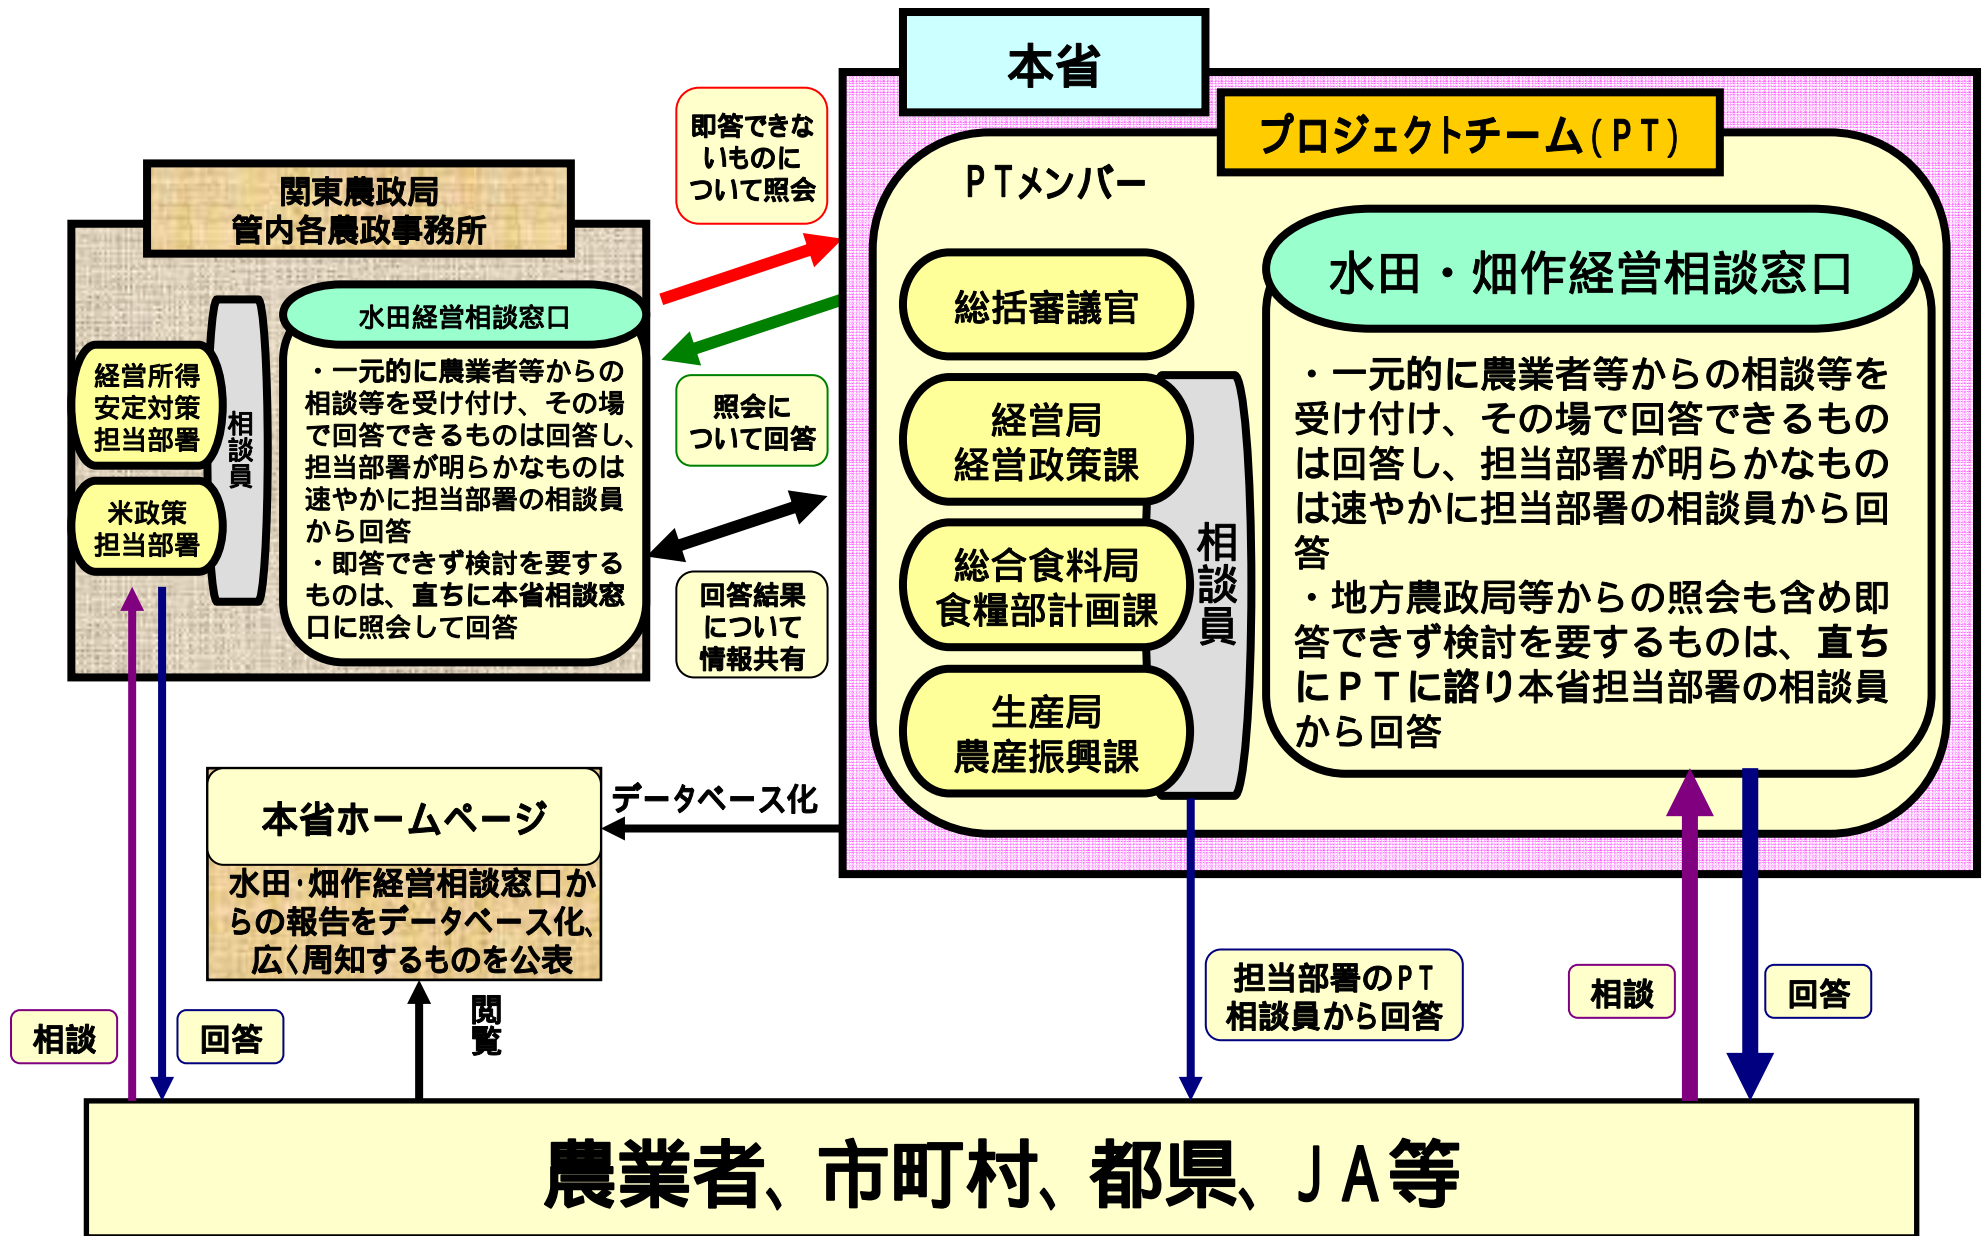 本省
プロジェクトチーム(ＰＴ)
ＰＴメンバー
総括審議官
経営局
経営政策課
総合食料局
食糧部計画課
生産局
農産振興課
相談員
水田・畑作経営相談窓口
・一元的に農業者等からの相談等を
受け付け、その場で回答できるもの
は回答し、担当部署が明らかなもの
は速やかに担当部署の相談員から回
答
・地方農政局等からの照会も含め即
答できず検討を要するものは、直ち
にＰＴに諮り本省担当部署の相談員
から回答
即答できな
いものに
ついて照会
照会に
ついて回答
回答結果
について
情報共有
関東農政局
管内各農政事務所
経営所得
安定対策
担当部署
米政策
担当部署
相談員
水田経営相談窓口
・一元的に農業者等からの
相談等を受け付け、その場
で回答できるものは回答し、
担当部署が明らかなものは
速やかに担当部署の相談員
から回答
・即答できず検討を要する
ものは、直ちに本省相談窓
口に照会して回答
データベース化
本省ホームページ
水田・畑作経営相談窓口か
らの報告をデータベース化、
広く周知するものを公表
閲覧
相談
回答
担当部署のＰＴ
相談員から回答
相談
回答
農業者、市町村、都県、ＪＡ等